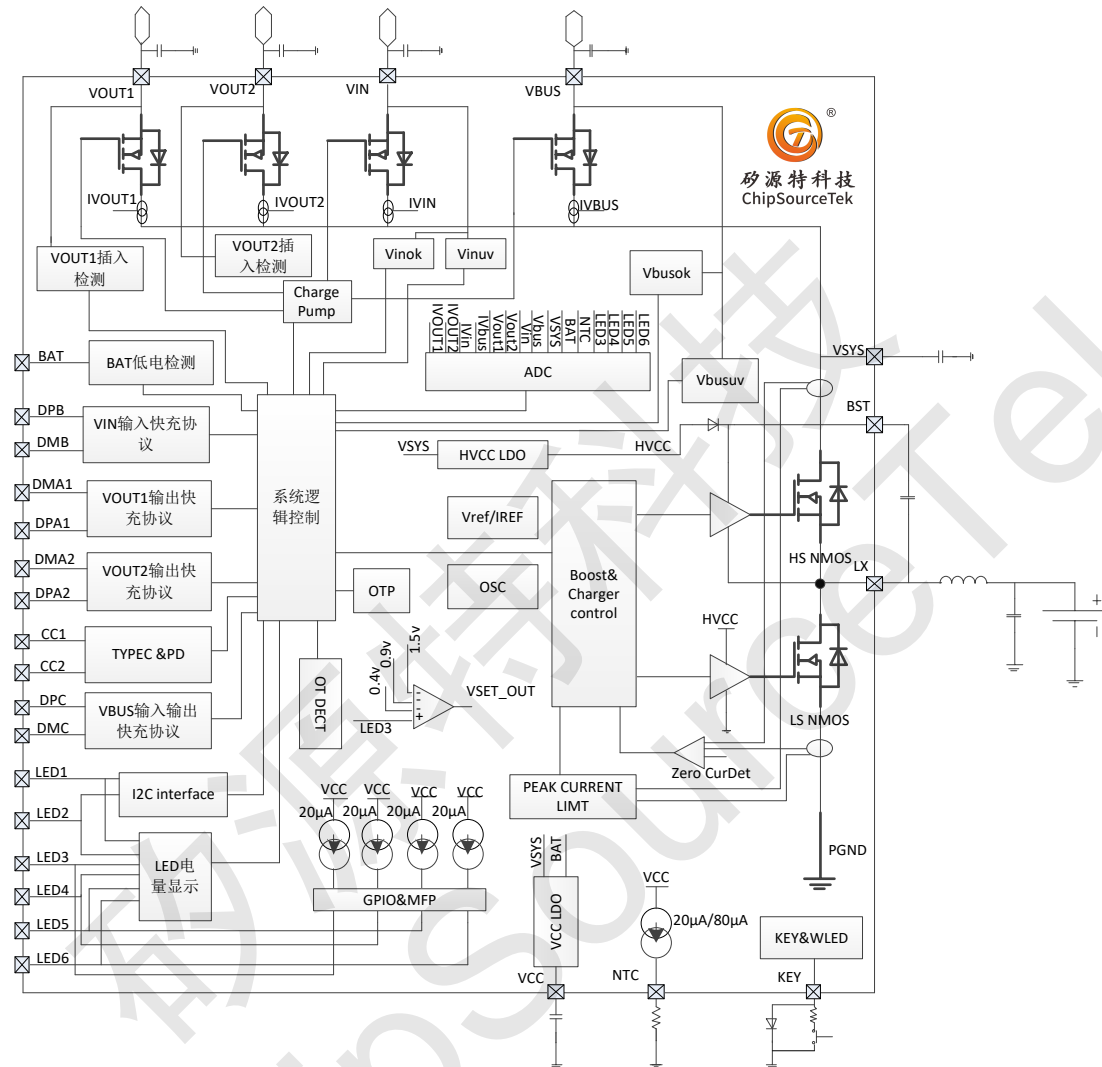 VOUT1
VOUT2
VIN
VBUS
®
矽源特科技
ChipSourceTek
IVOUT1
IVOUT2
IVIN
IVBUS
VOUT1插入
检测
VOUT2插
入检测
Vinok
Vinuv
Vbusok
Charge
Pump
IVOUT1
IVOUT2
IVin
IVbus
Vout1
Vout2
Vin
Vbus
VSYS
BAT
NTC
LED3
LED4
LED5
LED6
ADC
Vbusuv
VSYS
BAT
BAT低电检测
BST
DPB
DMB
VIN输入快充协
议
VSYS
HVCC LDO
HVCC
DMA1
DPA1
VOUT1输出快
充协议
系统逻
辑控制
Vref/IREF
HS NMOS
LX
DMA2
DPA2
VOUT2输出快
充协议
OTP
OSC
Boost&
Charger
control
HVCC
CC1
CC2
TYPEC &PD
OT DECT
0.4v
0.9v
1.5v
LED3
VSET_OUT
DPC
DMC
VBUS输入输出
快充协议
LS NMOS
Zero CurDet
LED1
LED2
I2C interface
PEAK CURRENT
LIMT
VCC
VCC
VCC
VCC
20μA
20μA
20μA
20μA
LED3
LED4
LED5
LED6
LED电
量显示
GPIO&MFP
VSYS
BAT
VCC LDO
VCC
20μA/80μA
PGND
KEY&WLED
VCC
NTC
KEY
矽源特科技
ChipSourceTek